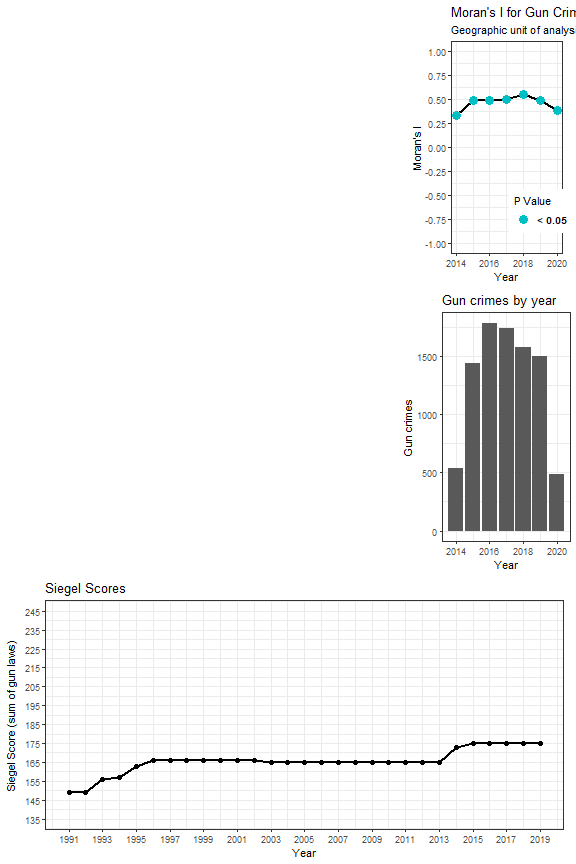 Moran's I for Gun Crim
Geographic unit of analysi
1.00
0.75
0.50
0.25
0.00
-0.25
-0.50
-0.75
-1.00
Moran's I
P Value
< 0.05
2014 2016 2018 2020
Year
Gun crimes by year
1500
1000
500
0
Gun crimes
2014 2016 2018 2020
Year
Siegel Scores
245
235
225
215
205
195
185
175
165
155
145
135
Siegel Score (sum of gun laws)
1991 1993 1995 1997 1999 2001 2003 2005 2007 2009 2011 2013 2015 2017 2019
Year